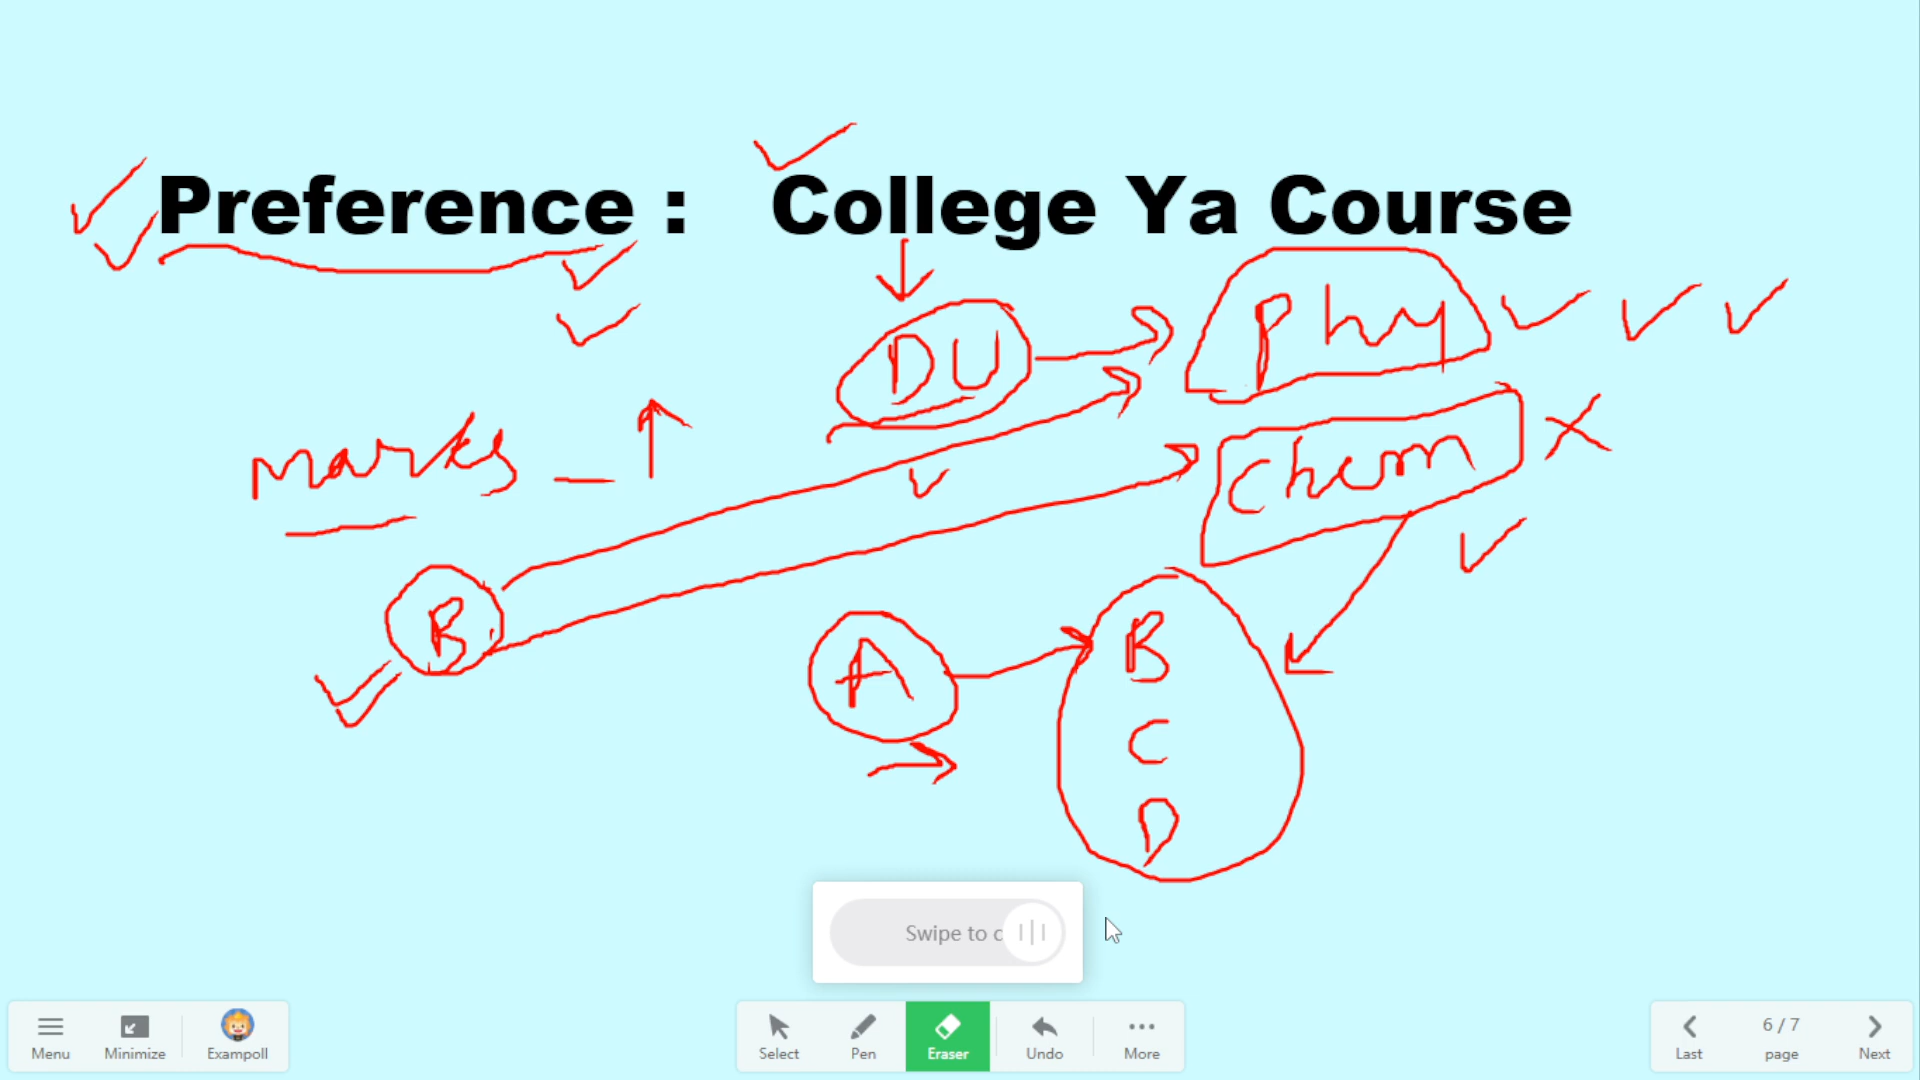 Preference : College Ya Course
DU
Phy
marks
Chem
B
A
B
C
D
Swipe to c
Menu
Minimize
Exampoll
Select
Pen
Eraser
Undo
More
Last
6 / 7
page
Next